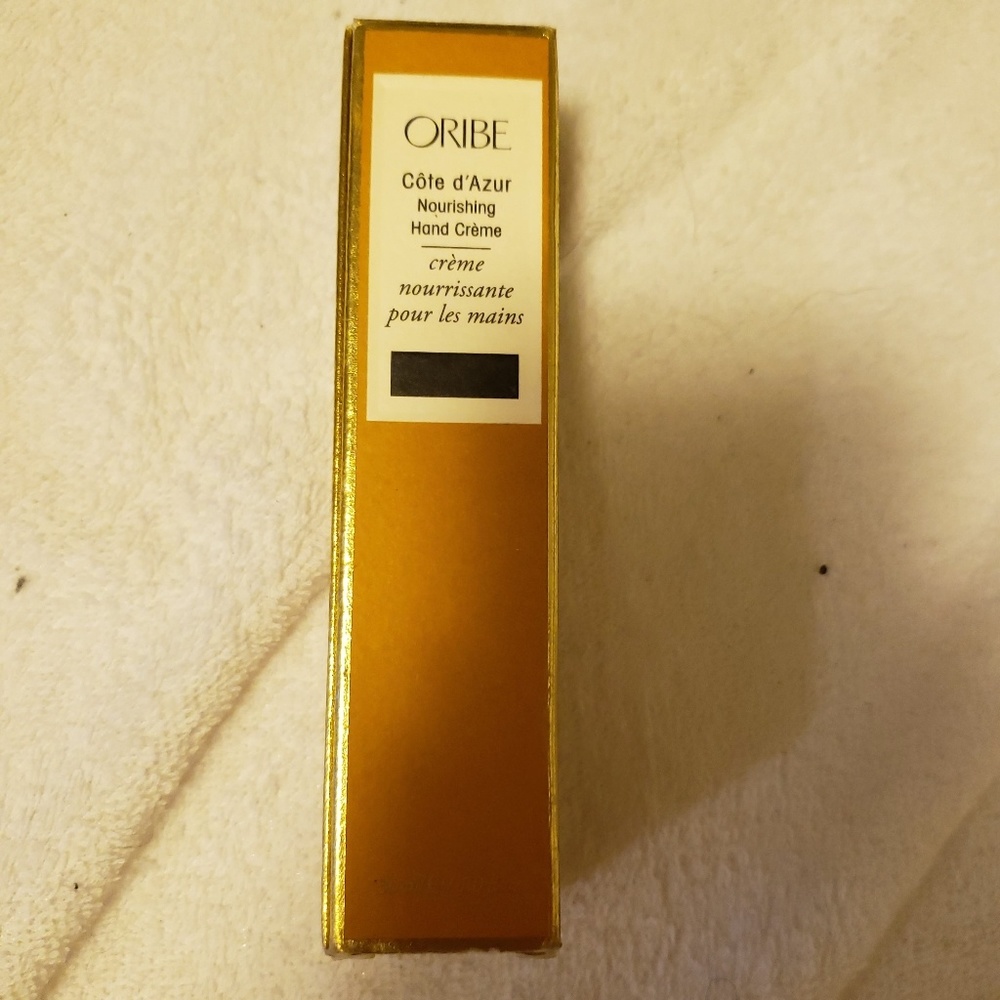 ORIBE
Côte d'Azur
Nourishing
Hand Crème
crème
nourrissante
pour les mains